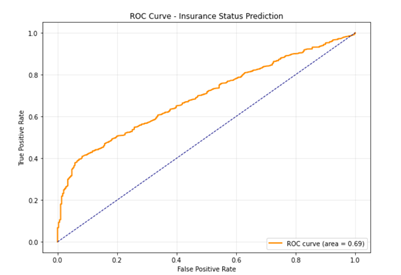 ROC Curve - Insurance Status Prediction
True Positive Rate
1.0
0.8
0.6
0.4
0.2
0.0
ROC curve (area = 0.69)
0.0 0.2 0.4 0.6 0.8 1.0
False Positive Rate